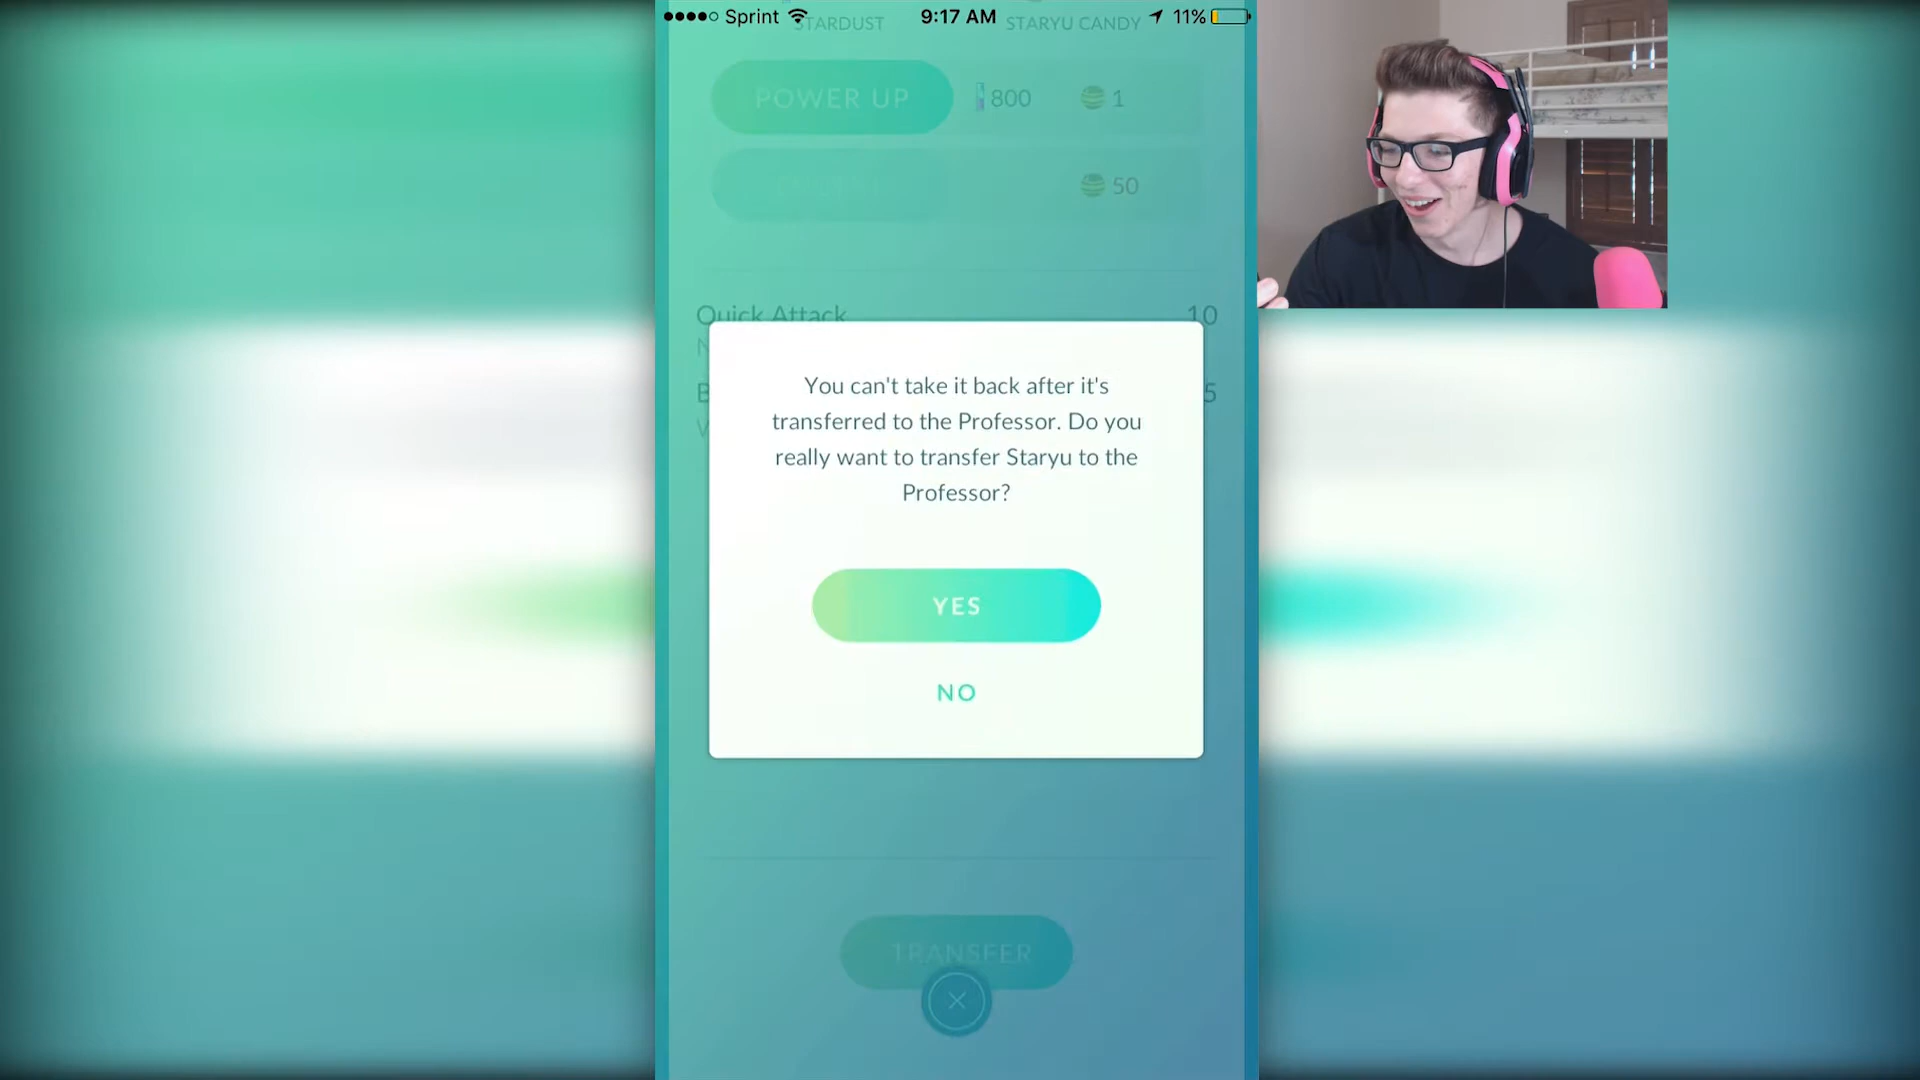 Sprint 9:17 AM 11%
STARDUST STARYU CANDY
POWER UP 800 1
50
Quick Attack 10
You can't take it back after it's
transferred to the Professor. Do you
really want to transfer Staryu to the
Professor?
YES
NO
TRANSFER